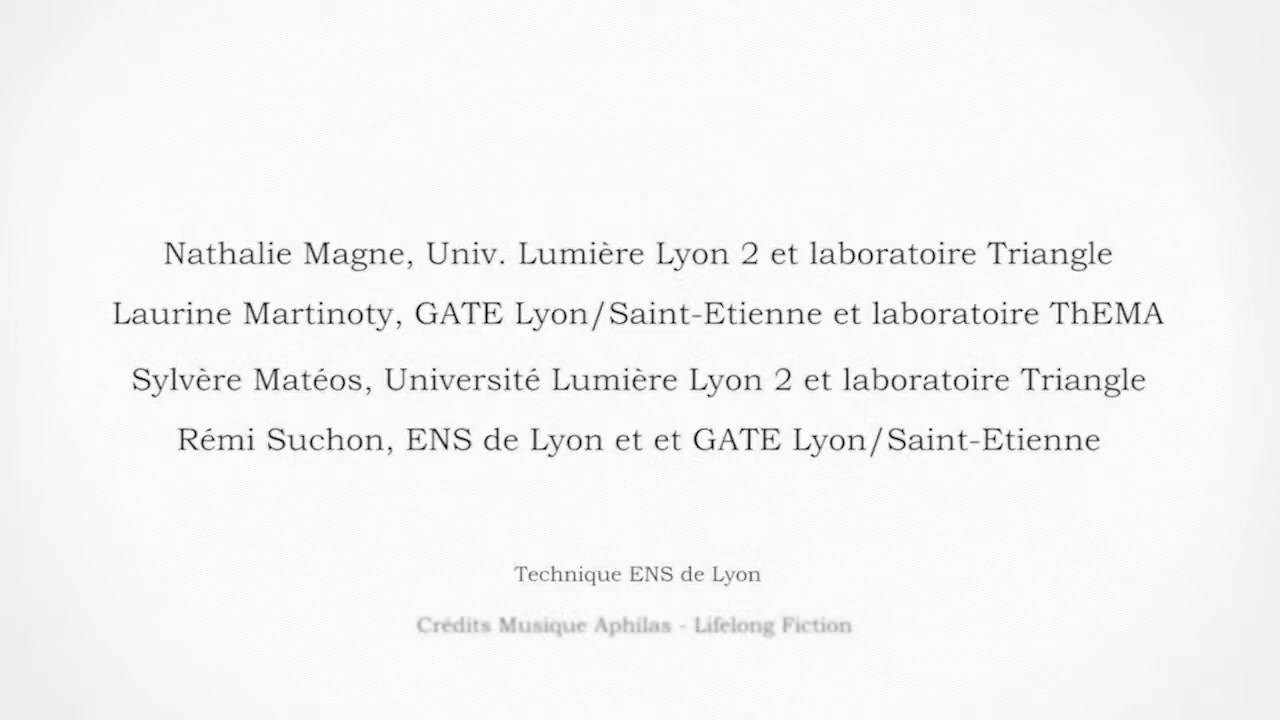 Nathalie Magne, Univ. Lumière Lyon 2 et laboratoire Triangle
Laurine Martinoty, GATE Lyon/Saint-Etienne et laboratoire ThEMA
Sylvère Matéos, Université Lumière Lyon 2 et laboratoire Triangle
Rémi Suchon, ENS de Lyon et et GATE Lyon/Saint-Etienne
Technique ENS de Lyon
Crédits Musique Aphilas - Lifelong Fiction